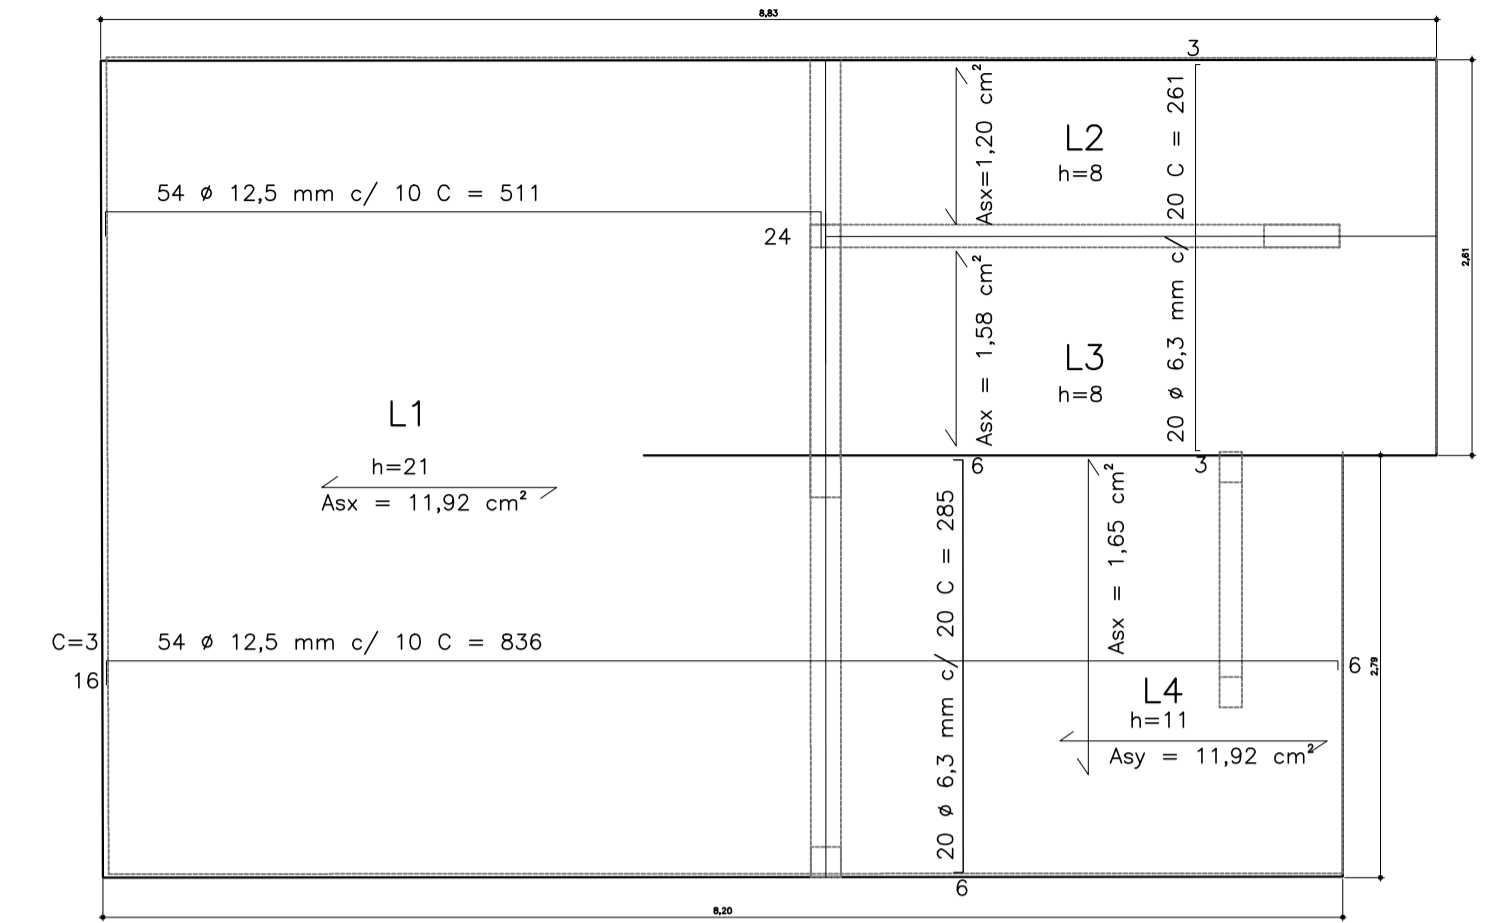 8,83
3
Asx=1,20 cm²
L2
h=8
20 ø 6,3 mm c/ 20 C = 261
54 ø 12,5 mm c/ 10 C = 511
24
2,61
Asx = 1,58 cm²
L3
h=8
L1
h=21
Asx = 11,92 cm²
6
3
20 ø 6,3 mm c/ 20 C = 285
Asx = 1,65 cm²
C=3
54 ø 12,5 mm c/ 10 C = 836
16
6
2,79
L4
h=11
Asy = 11,92 cm²
6
8,20